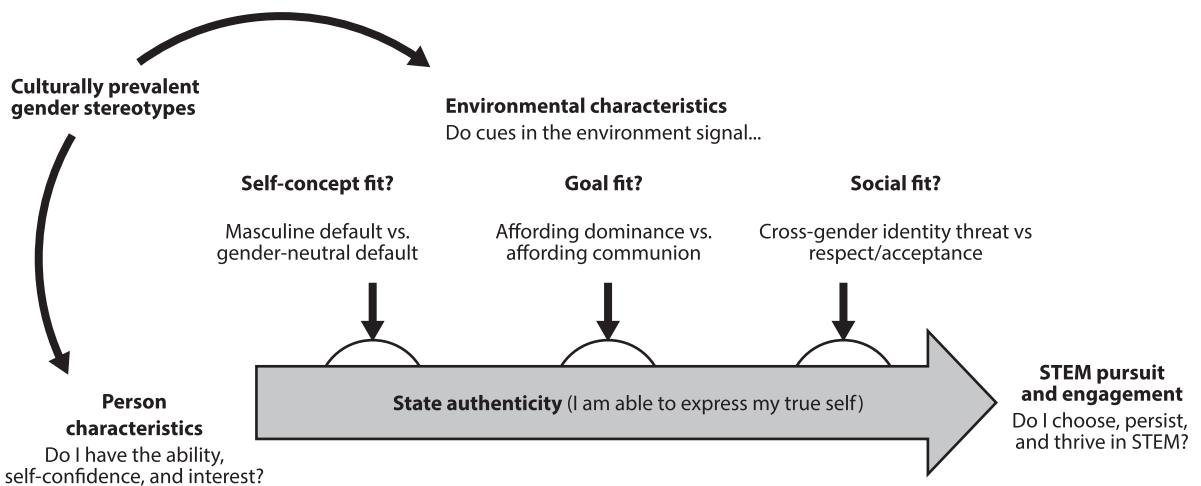 Culturally prevalent
gender stereotypes
Environmental characteristics
Do cues in the environment signal...
Self-concept fit?
Goal fit?
Social fit?
Masculine default vs.
gender-neutral default
Affording dominance vs.
affording communion
Cross-gender identity threat vs
respect/acceptance
Person
characteristics
Do I have the ability,
self-confidence, and interest?
State authenticity (I am able to express my true self)
STEM pursuit
and engagement
Do I choose, persist,
and thrive in STEM?